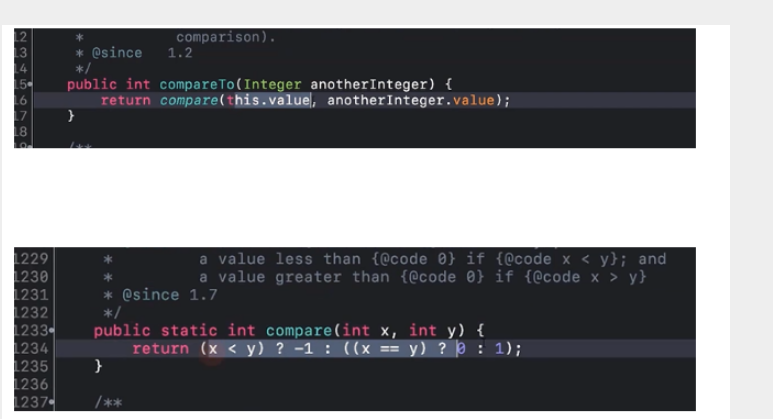 12 * comparison).
13 * @since 1.2
14 */
15 public int compareTo(Integer anotherInteger) {
16 return compare(this.value, anotherInteger.value);
17 }
18
19 /**
1229 * a value less than {@code 0} if {@code x < y}; and
1230 * a value greater than {@code 0} if {@code x > y}
1231 * @since 1.7
1232 */
1233 public static int compare(int x, int y) {
1234 return (x < y) ? -1 : ((x == y) ? 0 : 1);
1235 }
1236
1237 /**